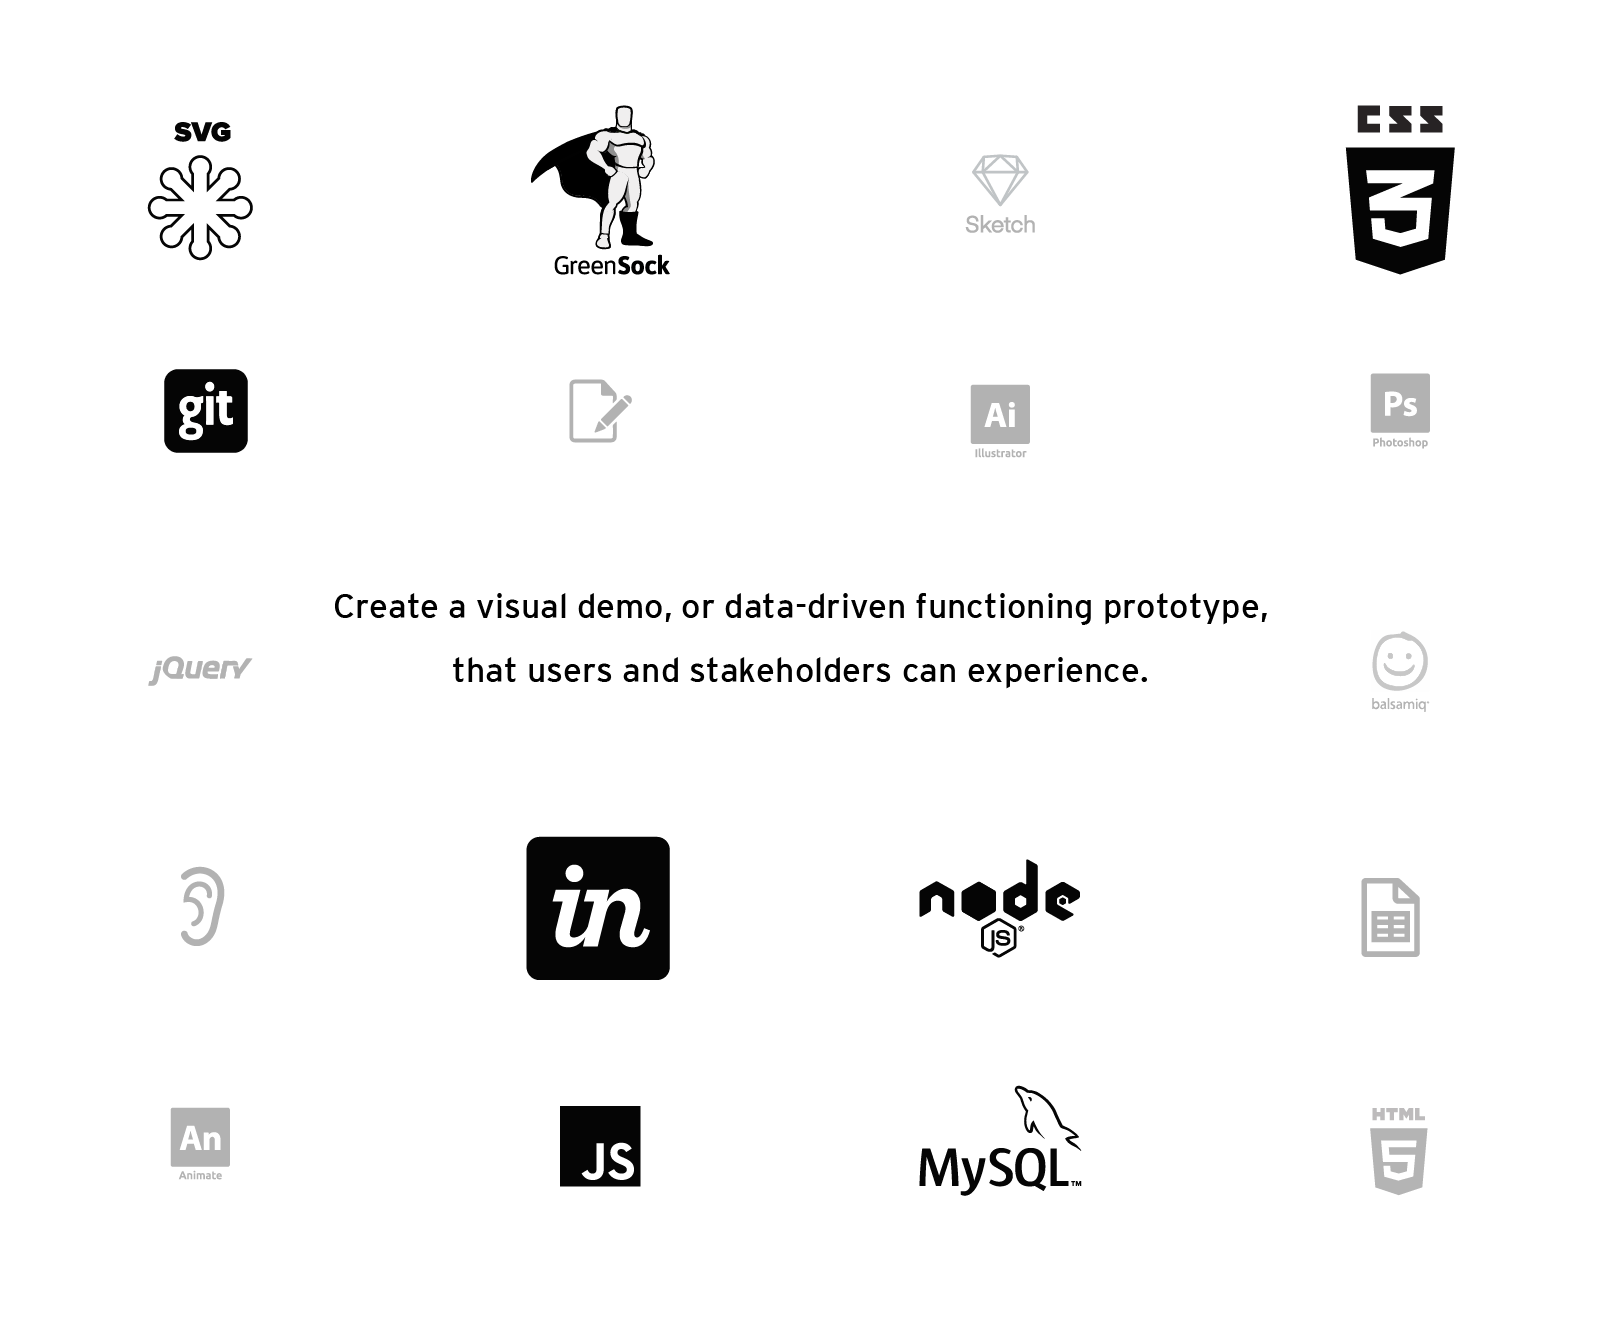 SVG
GreenSock
Sketch
CSS
3
git
Ai
Illustrator
Ps
Photoshop
Create a visual demo, or data-driven functioning prototype,
that users and stakeholders can experience.
jQuery
balsamiq
in
node
JS®
An
Animate
JS
MySQL™
HTML
5